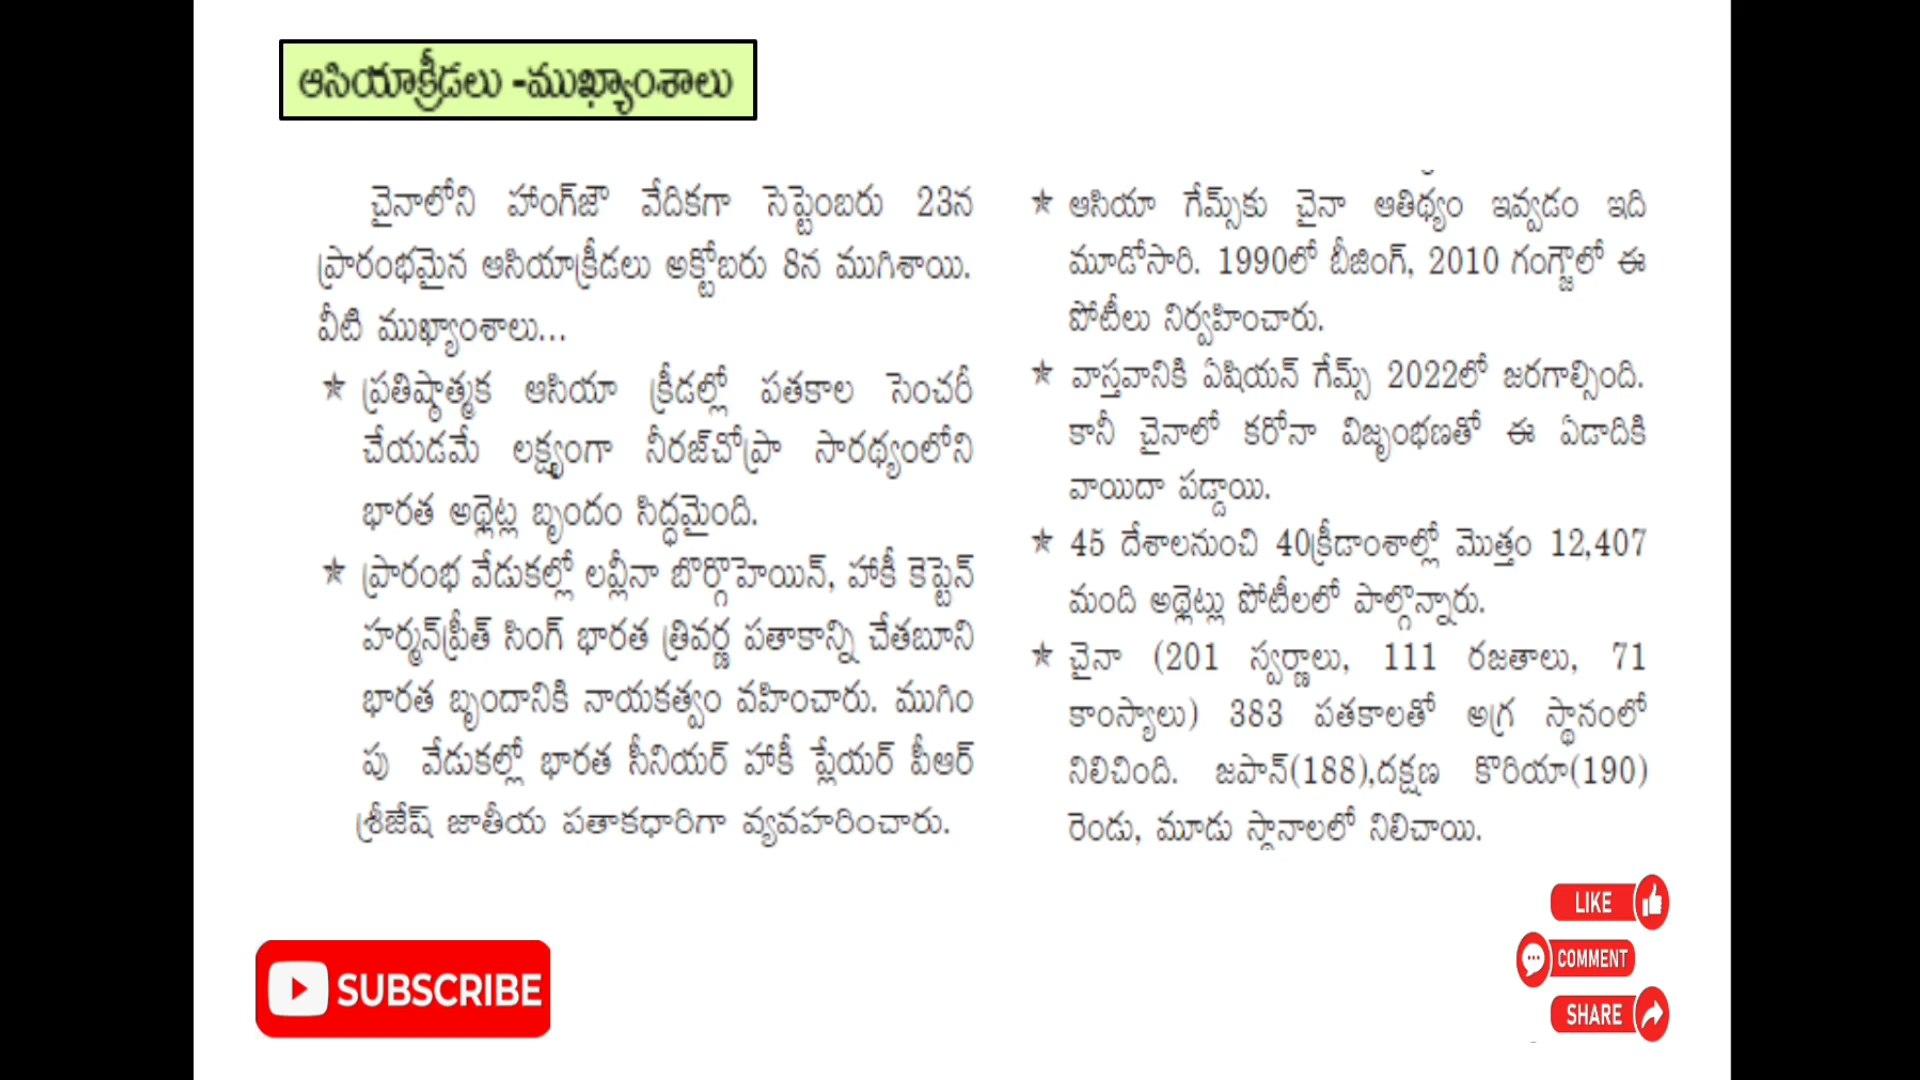 ఆసియాక్రీడలు -ముఖ్యాంశాలు
చైనాలోని హాంగ్‌జౌ వేదికగా సెప్టెంబరు 23న
ప్రారంభమైన ఆసియాక్రీడలు అక్టోబరు 8న ముగిశాయి.
వీటి ముఖ్యాంశాలు...
★ ప్రతిష్ఠాత్మక ఆసియా క్రీడల్లో పతకాల సెంచరీ
చేయడమే లక్ష్యంగా నీరజ్‌చోప్రా సారథ్యంలోని
భారత అథ్లెట్ల బృందం సిద్ధమైంది.
★ ప్రారంభ వేడుకల్లో లవ్లీనా బొర్గొహెయిన్, హాకీ కెప్టెన్
హర్మన్‌ప్రీత్ సింగ్ భారత త్రివర్ణ పతాకాన్ని చేతబూని
భారత బృందానికి నాయకత్వం వహించారు. ముగిం
పు వేడుకల్లో భారత సీనియర్ హాకీ ప్లేయర్ పీఆర్
శ్రీజేష్ జాతీయ పతాకధారిగా వ్యవహరించారు.
★ ఆసియా గేమ్స్‌కు చైనా ఆతిథ్యం ఇవ్వడం ఇది
మూడోసారి. 1990లో బీజింగ్, 2010 గంగ్జౌలో ఈ
పోటీలు నిర్వహించారు.
★ వాస్తవానికి ఏషియన్ గేమ్స్ 2022లో జరగాల్సింది.
కానీ చైనాలో కరోనా విజృంభణతో ఈ ఏడాదికి
వాయిదా పడ్డాయి.
★ 45 దేశాలనుంచి 40క్రీడాంశాల్లో మొత్తం 12,407
మంది అథ్లెట్లు పోటీలలో పాల్గొన్నారు.
★ చైనా (201 స్వర్ణాలు, 111 రజతాలు, 71
కాంస్యాలు) 383 పతకాలతో అగ్ర స్థానంలో
నిలిచింది. జపాన్(188),దక్షణ కొరియా(190)
రెండు, మూడు స్థానాలలో నిలిచాయి.
LIKE
COMMENT
SHARE
SUBSCRIBE